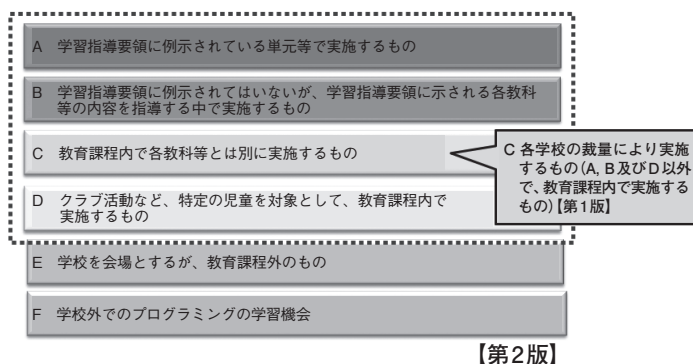 A 学習指導要領に例示されている単元等で実施するもの
B 学習指導要領に例示されてはいないが、学習指導要領に示される各教科
等の内容を指導する中で実施するもの
C 教育課程内で各教科等とは別に実施するもの
C 各学校の裁量により実施
するもの(A, B及びD以外
で、教育課程内で実施する
もの)【第1版】
D クラブ活動など、特定の児童を対象として、教育課程内で
実施するもの
E 学校を会場とするが、教育課程外のもの
F 学校外でのプログラミングの学習機会
【第2版】